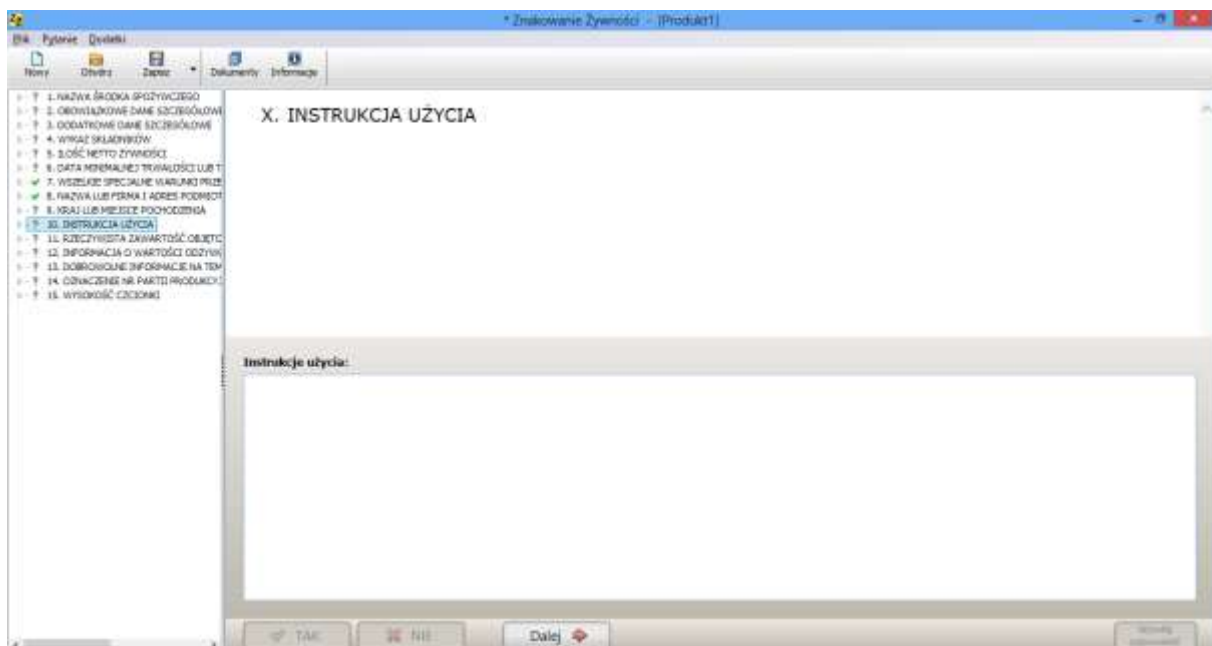 * Znakowanie Żywności - [Produkt1]
Plik Pytanie Dodatki
Nowy Otwórz Zapisz Dokumenty Informacje
1. NAZWA ŚRODKA SPOŻYWCZEGO
2. OBOWIĄZKOWE DANE SZCZEGÓŁOWE
3. DODATKOWE DANE SZCZEGÓŁOWE
4. WYKAZ SKŁADNIKÓW
5. ILOŚĆ NETTO ŻYWNOŚCI
6. DATA MINIMALNEJ TRWAŁOŚCI LUB T
7. WSZELKIE SPECJALNE WARUNKI PRZE
8. NAZWA LUB FIRMA I ADRES PODMIOT
9. KRAJ LUB MIEJSCE POCHODZENIA
10. INSTRUKCJA UŻYCIA
11. RZECZYWISTA ZAWARTOŚĆ OBJĘTO
12. INFORMACJA O WARTOŚCI ODŻYW
13. DOBROWOLNE INFORMACJE NA TEM
14. OZNACZENIE NR PARTII PRODUKCYJ
15. WYSOKOŚĆ CZCIONKI
X. INSTRUKCJA UŻYCIA
Instrukcje użycia:
TAK NIE Dalej